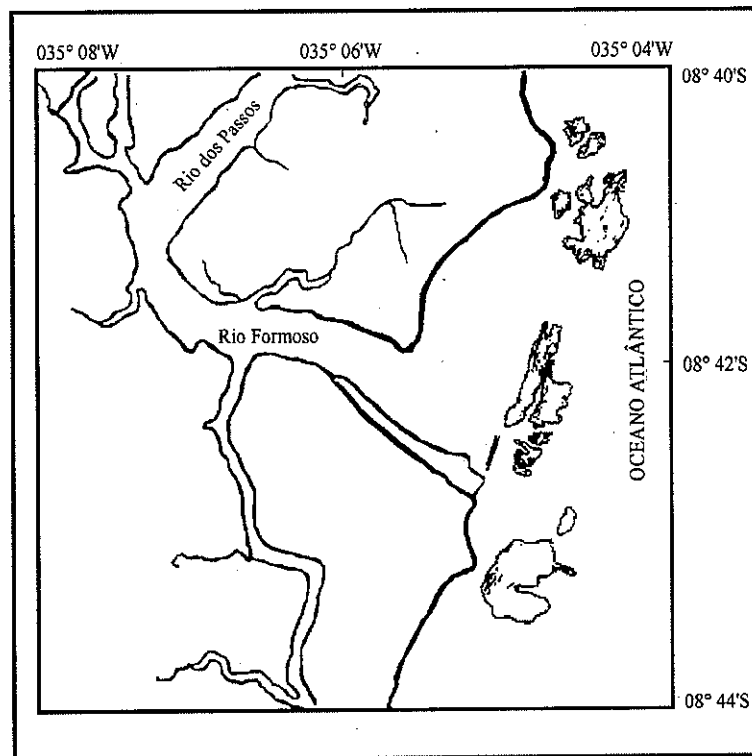 035° 08'W
035° 06'W
035° 04'W
08° 40'S
Rio dos Passos
Rio Formoso
08° 42'S
OCEANO ATLÂNTICO
08° 44'S